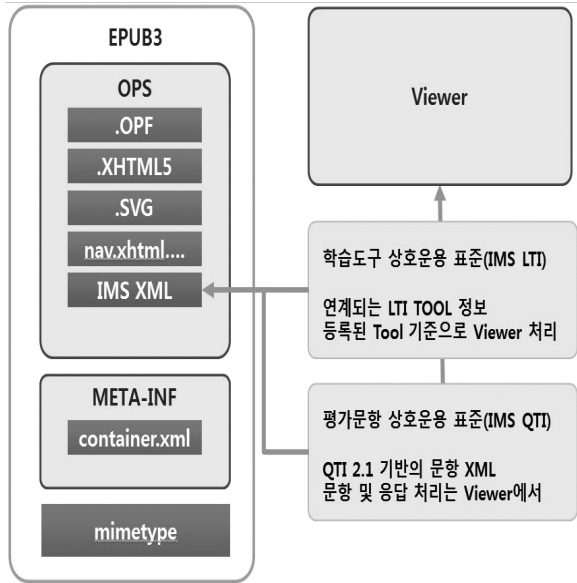 EPUB3
OPS
.OPF
.XHTML5
.SVG
nav.xhtml....
IMS XML
META-INF
container.xml
mimetype
Viewer
학습도구 상호운용 표준(IMS LTI)
연계되는 LTI TOOL 정보
등록된 Tool 기준으로 Viewer 처리
평가문항 상호운용 표준(IMS QTI)
QTI 2.1 기반의 문항 XML
문항 및 응답 처리는 Viewer에서